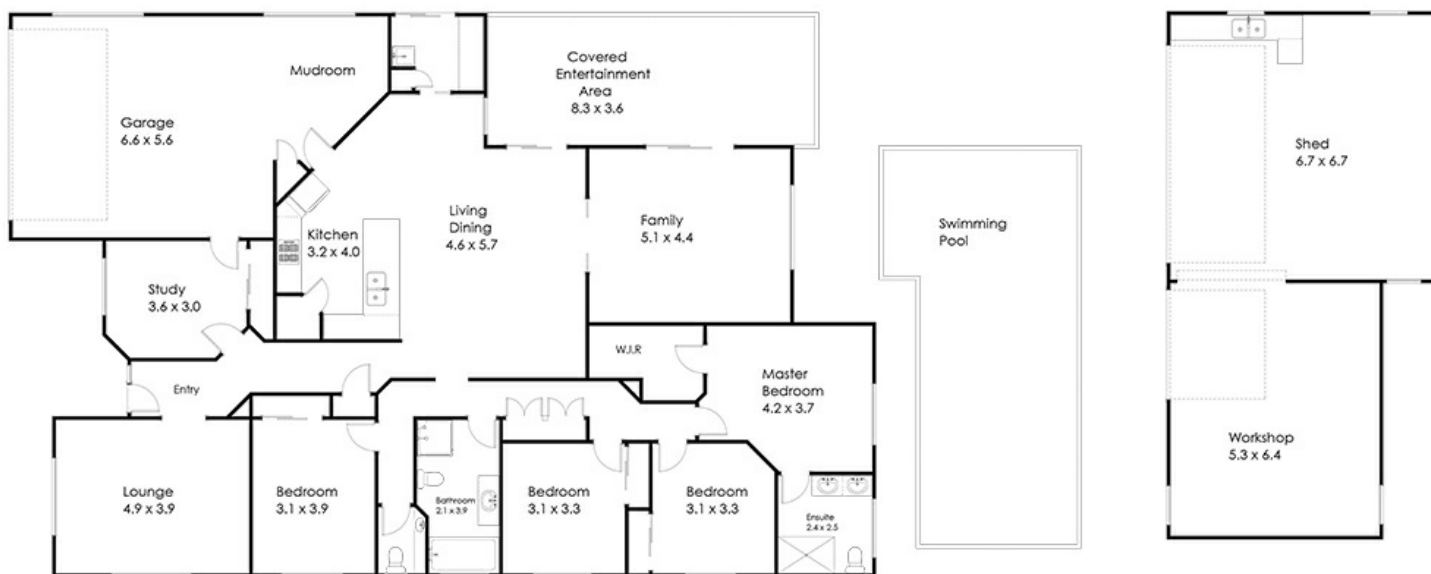 Mudroom
Covered
Entertainment
Area
8.3 x 3.6
Garage
6.6 x 5.6
Shed
6.7 x 6.7
Living
Dining
4.6 x 5.7
Family
5.1 x 4.4
Swimming
Pool
Kitchen
3.2 x 4.0
Study
3.6 x 3.0
W.I.R
Master
Bedroom
4.2 x 3.7
Entry
Workshop
5.3 x 6.4
Lounge
4.9 x 3.9
Bedroom
3.1 x 3.9
Bathroom
2.1 x 3.9
Bedroom
3.1 x 3.3
Bedroom
3.1 x 3.3
Ensuite
2.4 x 2.5